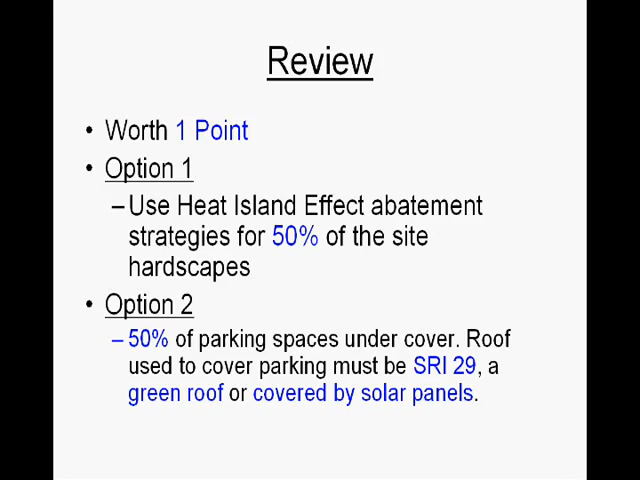 Review
• Worth 1 Point
• Option 1
–Use Heat Island Effect abatement
strategies for 50% of the site
hardscapes
• Option 2
– 50% of parking spaces under cover. Roof
used to cover parking must be SRI 29, a
green roof or covered by solar panels.